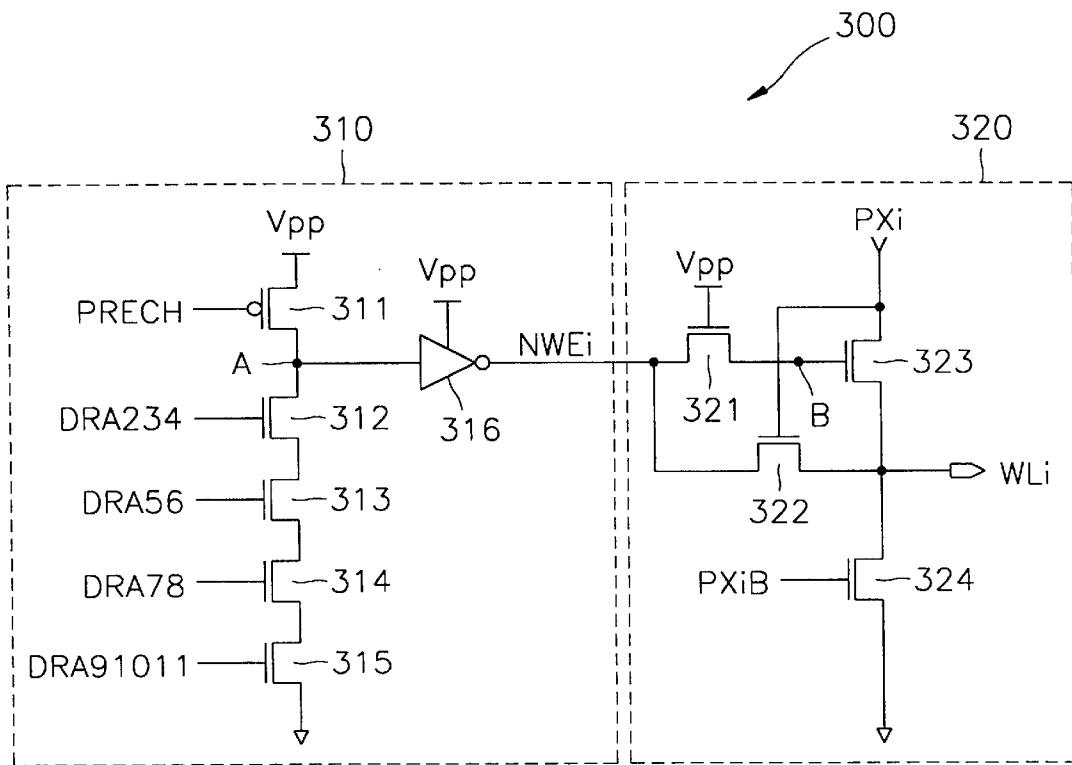 300
310
320
Vpp
PRECH
311
A
Vpp
316
NWEi
DRA234
312
DRA56
313
DRA78
314
DRA91011
315
PXi
Vpp
321
B
323
322
WLi
PXiB
324